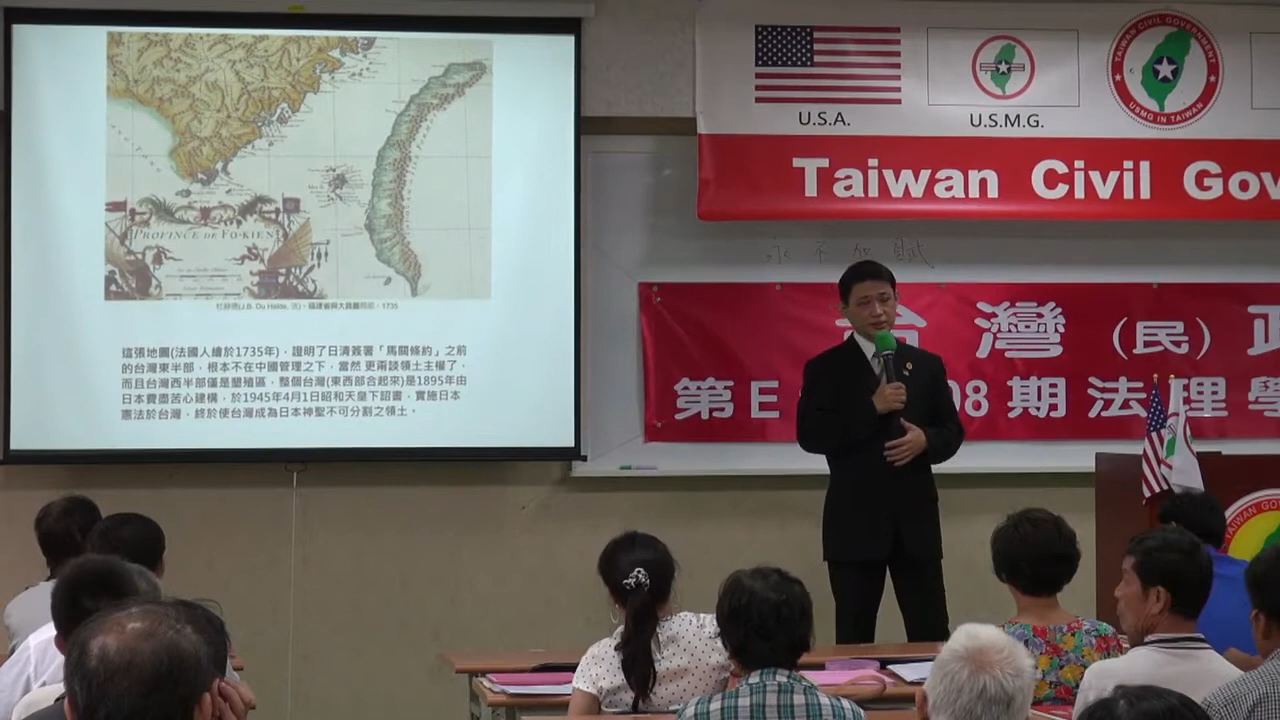 PROVINCE DE FO-KIEN
杜赫德(J.B. Du Halde, 法)，福建省與大員圖局部，1735
這張地圖(法國人繪於1735年)，證明了日清簽署「馬關條約」之前
的台灣東半部，根本不在中國管理之下，當然 更甭談領土主權了，
而且台灣西半部僅是墾殖區，整個台灣(東西部合起來)是1895年由
日本費盡苦心建構，於1945年4月1日昭和天皇下詔書，實施日本
憲法於台灣，終於使台灣成為日本神聖不可分割之領土。
U.S.A.
U.S.M.G.
TAIWAN CIVIL GOVERNMENT
USMG IN TAIWAN
Taiwan Civil Gov
永不加賦
台灣（民）政
第E 08期法理學
TAIWAN GOV